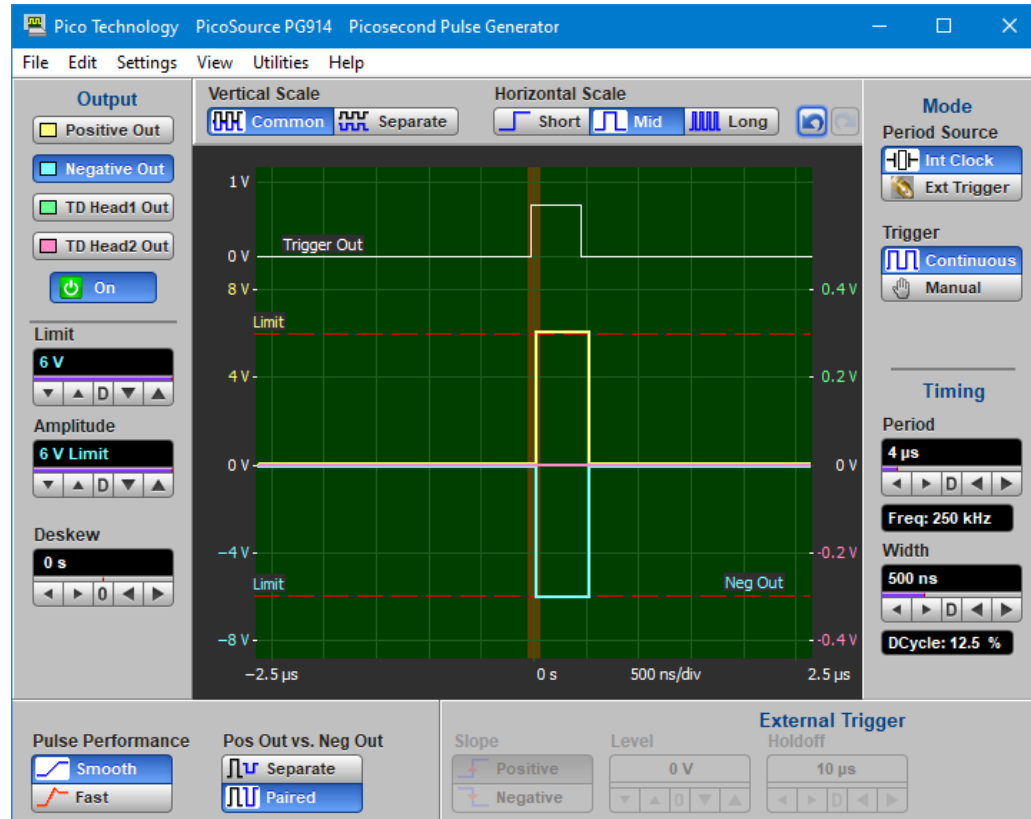 Pico Technology PicoSource PG914 Picosecond Pulse Generator
File Edit Settings View Utilities Help
Output
Positive Out
Negative Out
TD Head1 Out
TD Head2 Out
On
Limit
6 V
D
Amplitude
6 V Limit
D
Deskew
0 s
0
Vertical Scale
Common
Separate
Horizontal Scale
Short
Mid
Long
1 V
Trigger Out
0 V
8 V
0.4 V
Limit
4 V
0.2 V
0 V
0 V
−4 V
-0.2 V
Limit
Neg Out
−8 V
-0.4 V
−2.5 µs
0 s
500 ns/div
2.5 µs
Mode
Period Source
Int Clock
Ext Trigger
Trigger
Continuous
Manual
Timing
Period
4 µs
D
Freq: 250 kHz
Width
500 ns
D
DCycle: 12.5 %
Pulse Performance
Smooth
Fast
Pos Out vs. Neg Out
Separate
Paired
External Trigger
Slope
Positive
Negative
Level
0 V
0
Holdoff
10 µs
D